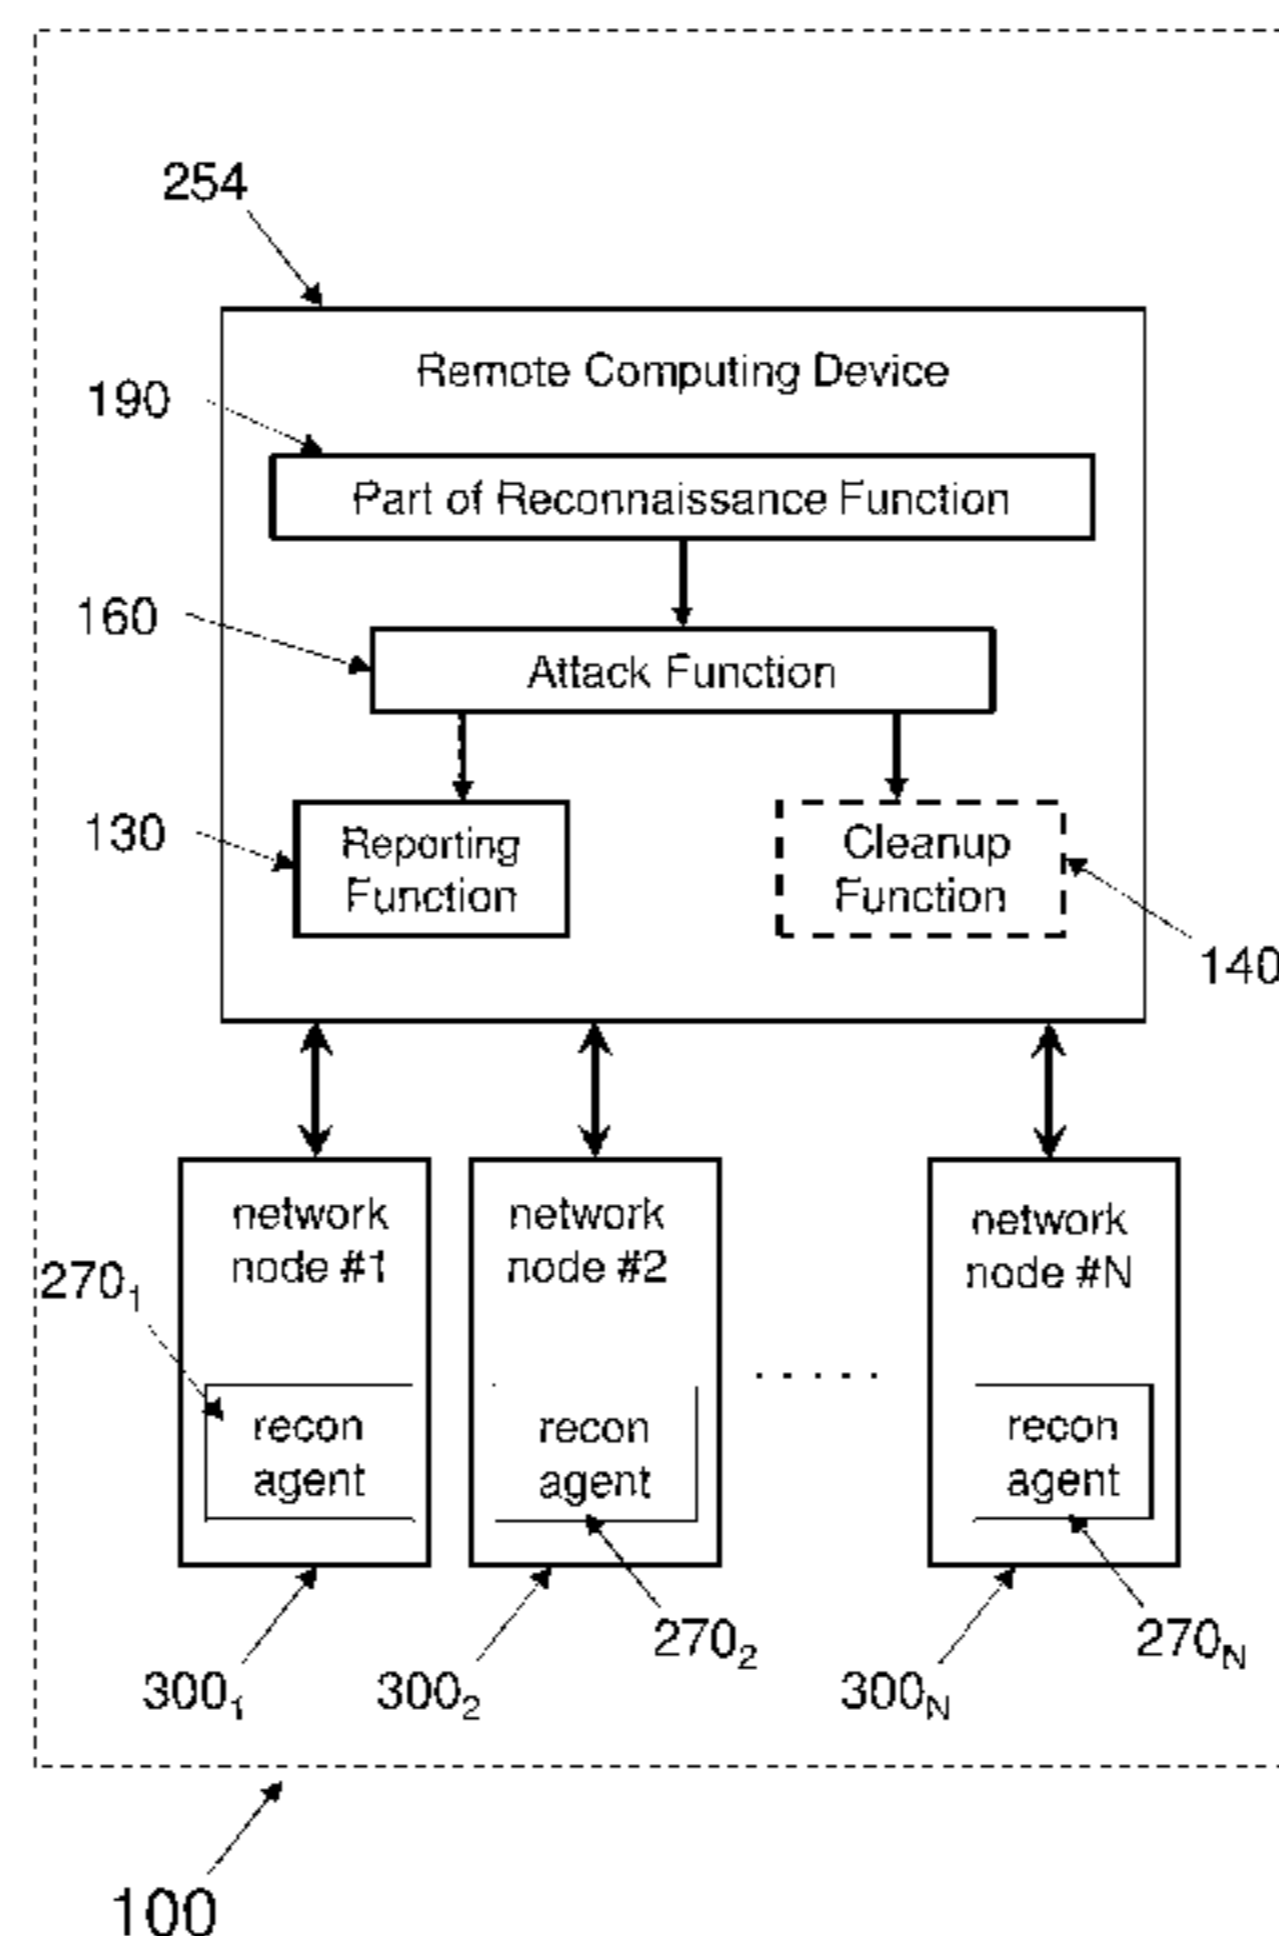 254
Remote Computing Device
190
Part of Reconnaissance Function
160
Attack Function
130
Reporting
Function
Cleanup
Function
140
network
node #1
network
node #2
network
node #N
270₁
.....
recon
agent
recon
agent
recon
agent
270₂
270N
300₁
300₂
300N
100